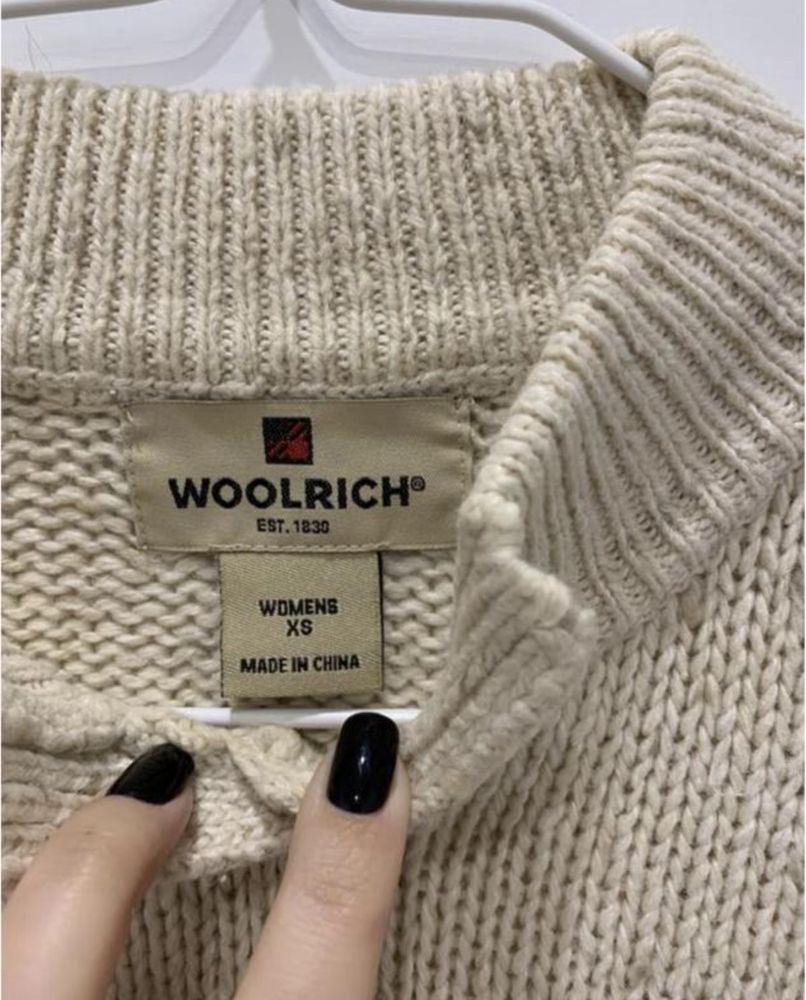 WOOLRICH®
EST. 1830
WOMENS
XS
MADE IN CHINA